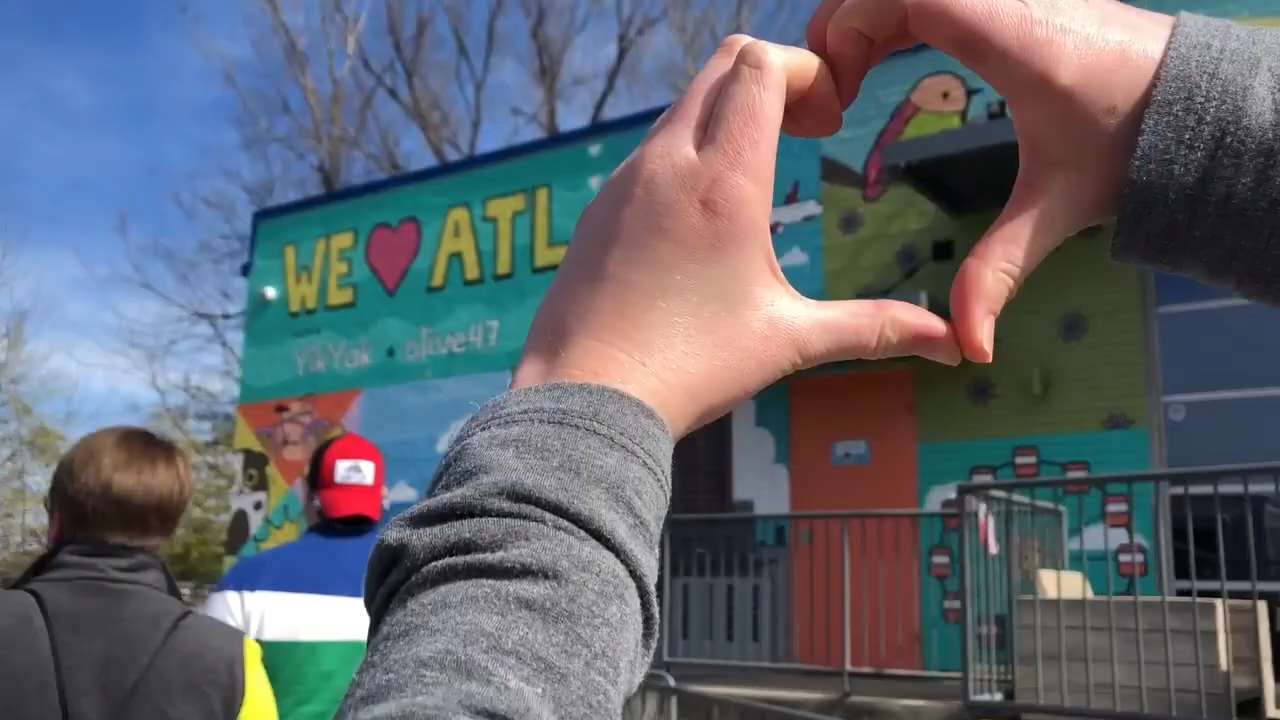 WE ♥ ATL
YikYak • olive47